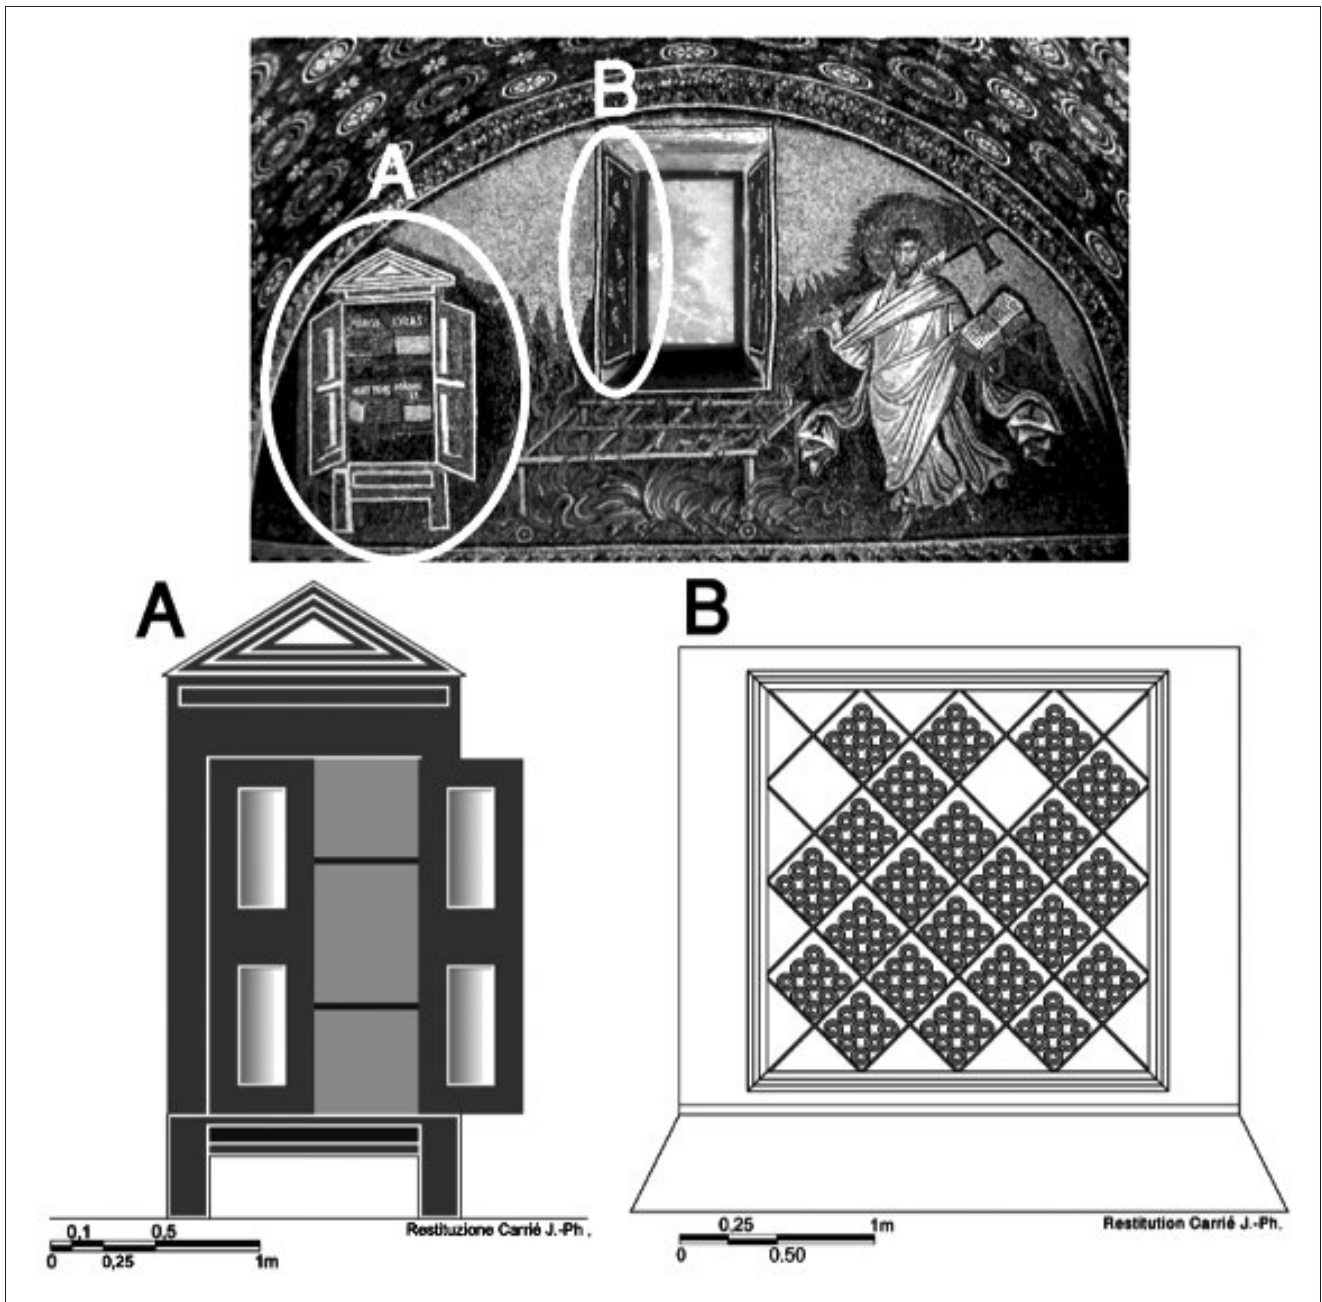 B
A
A
B
0,1 0,5
Restituzione Carrié J.-Ph .
0 0,25 1m
0.25 1m
Restitution Carrié J.-Ph.
0 0.50